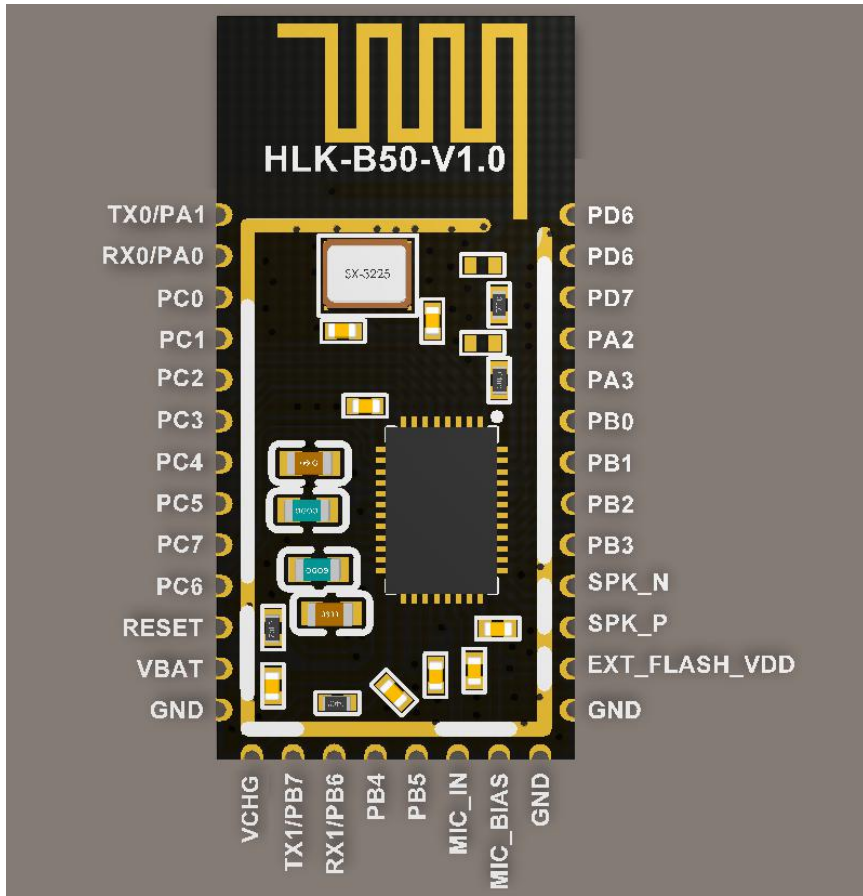 HLK-B50-V1.0
TX0/PA1
RX0/PA0
PC0
PC1
PC2
PC3
PC4
PC5
PC7
PC6
RESET
VBAT
GND
PD6
PD6
PD7
PA2
PA3
PB0
PB1
PB2
PB3
SPK_N
SPK_P
EXT_FLASH_VDD
GND
SX-3225
VCHG
TX1/PB7
RX1/PB6
PB4
PB5
MIC_IN
MIC_BIAS
GND